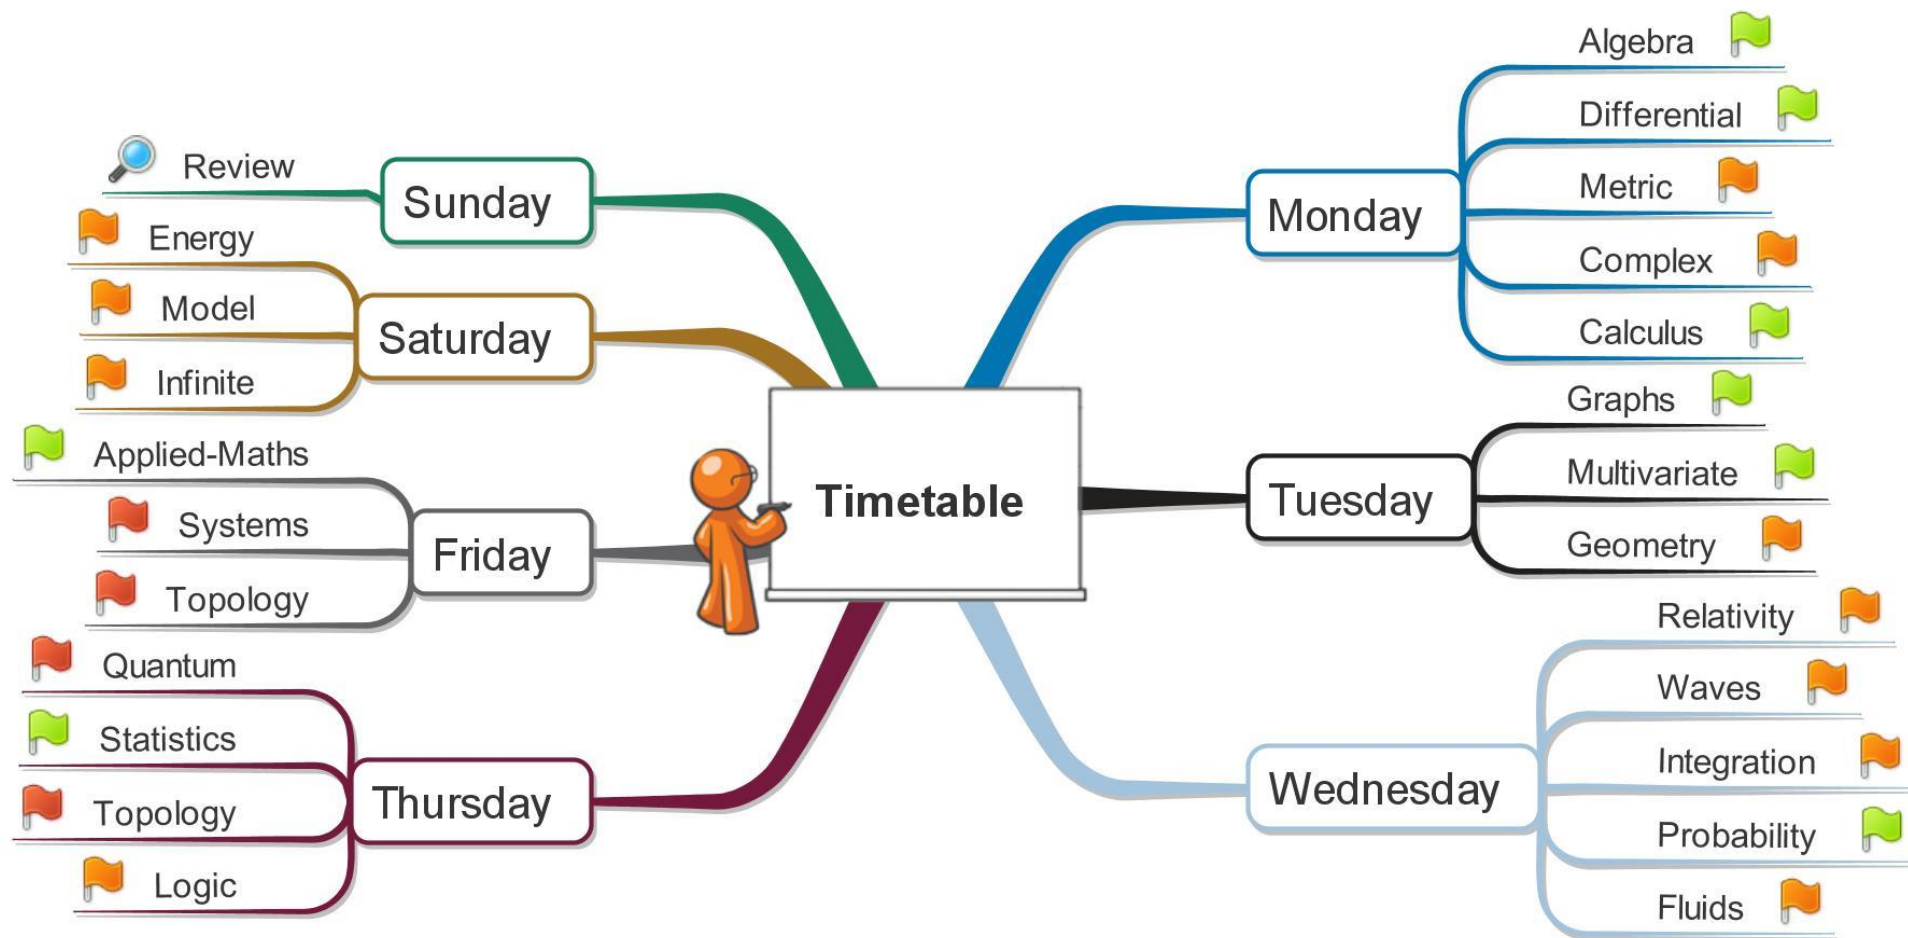 Timetable
Monday
Algebra
Differential
Metric
Complex
Calculus
Tuesday
Graphs
Multivariate
Geometry
Wednesday
Relativity
Waves
Integration
Probability
Fluids
Thursday
Quantum
Statistics
Topology
Logic
Friday
Applied-Maths
Systems
Topology
Saturday
Energy
Model
Infinite
Sunday
Review